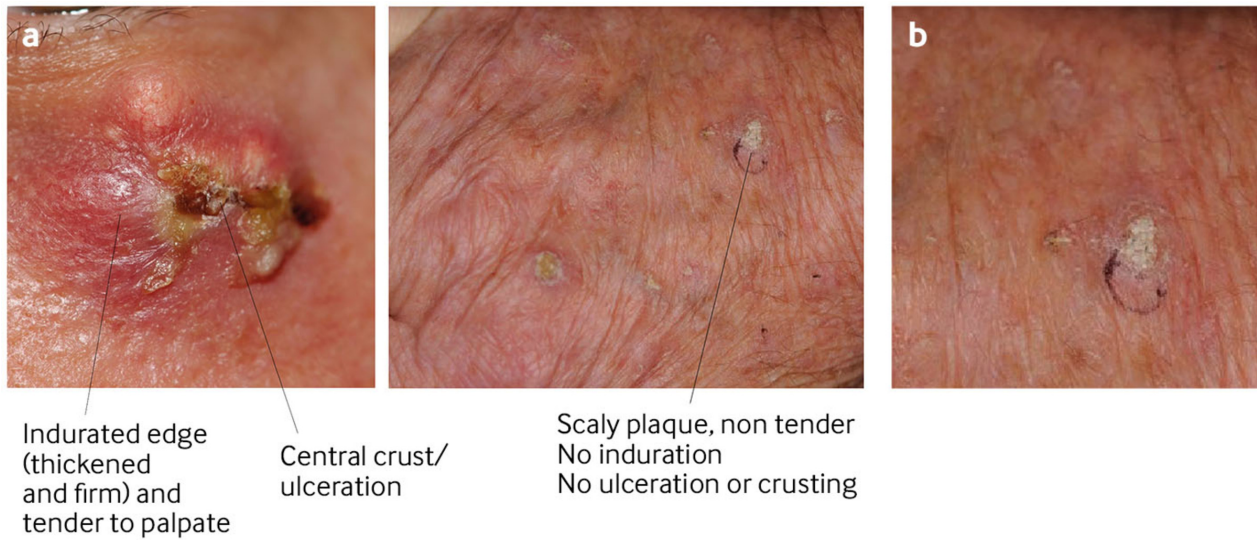 a
b
Indurated edge
(thickened
and firm) and
tender to palpate
Central crust/
ulceration
Scaly plaque, non tender
No induration
No ulceration or crusting